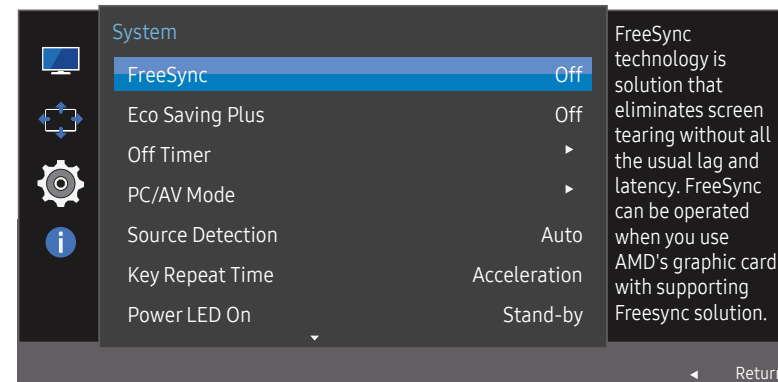 System
FreeSync Off
Eco Saving Plus Off
Off Timer
PC/AV Mode
Source Detection Auto
Key Repeat Time Acceleration
Power LED On Stand-by
FreeSync
technology is
solution that
eliminates screen
tearing without all
the usual lag and
latency. FreeSync
can be operated
when you use
AMD's graphic card
with supporting
Freesync solution.
Return